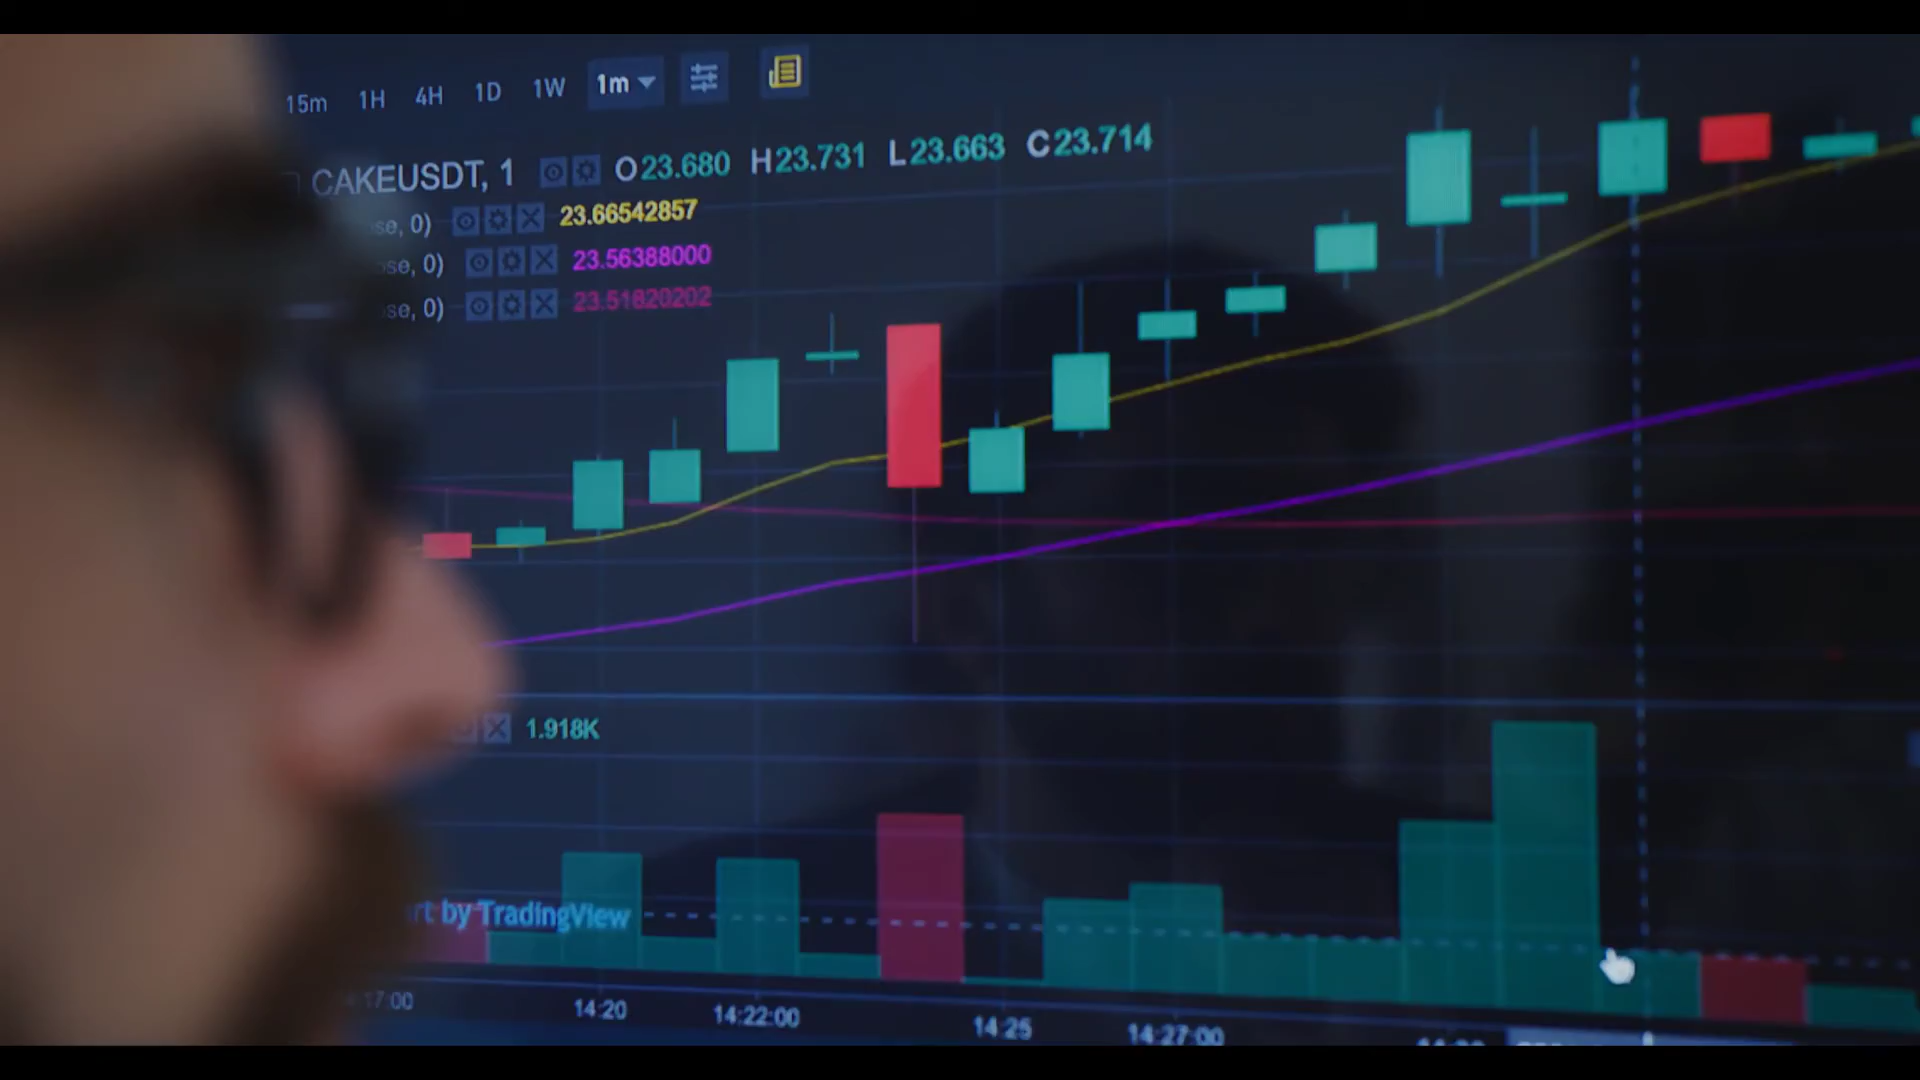 15m 1H 4H 1D 1W 1m
CAKEUSDT, 1 O23.680 H23.731 L23.663 C23.714
se, 0) 23.66542857
ose, 0) 23.56388000
se, 0) 23.51820202
1.918K
rt by TradingView
17:00 14:20 14:22:00 14:25 14:27:00